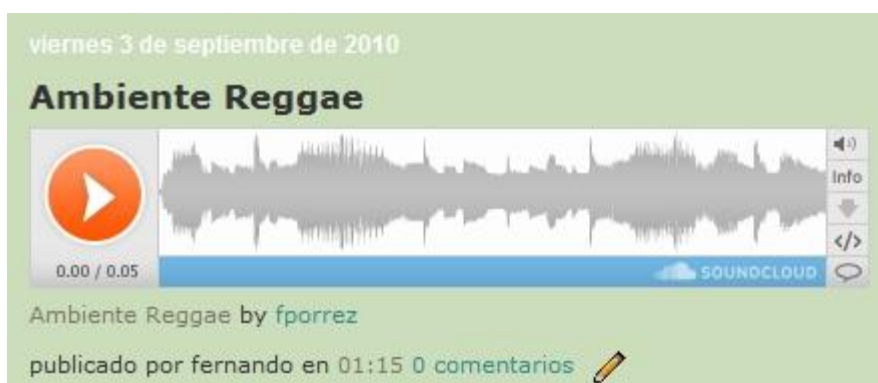 viernes 3 de septiembre de 2010
Ambiente Reggae
Info
</>
0.00 / 0.05
SOUNDCLOUD
Ambiente Reggae by fporrez
publicado por fernando en 01:15 0 comentarios